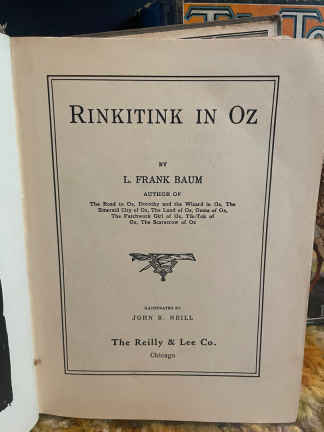 RINKITINK IN OZ
BY
L. FRANK BAUM
AUTHOR OF
The Road to Oz, Dorothy and the Wizard in Oz, The
Emerald City of Oz, The Land of Oz, Ozma of Oz,
The Patchwork Girl of Oz, Tik-Tok of
Oz, The Scarecrow of Oz
ILLUSTRATED BY
JOHN R. NEILL
The Reilly & Lee Co.
Chicago